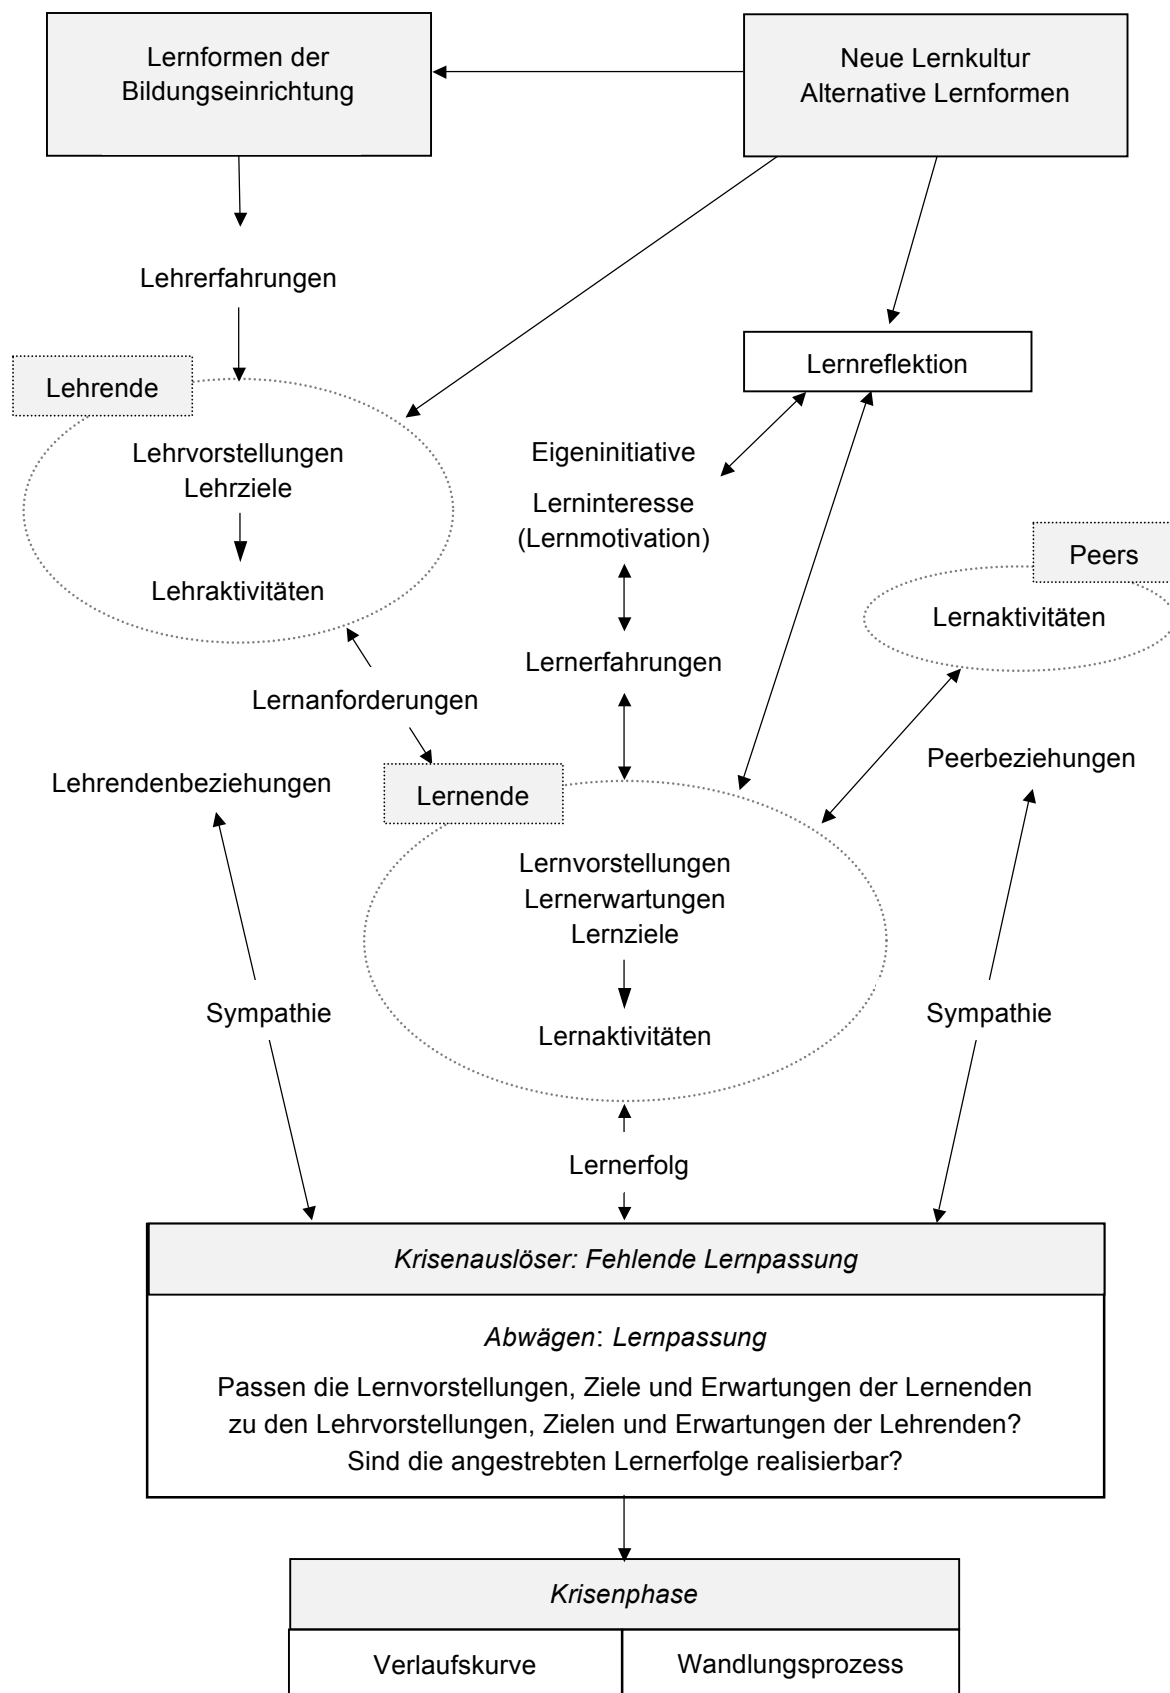 Lernformen der
Bildungseinrichtung
Neue Lernkultur
Alternative Lernformen
Lehrerfahrungen
Lernreflektion
Lehrende
Lehrvorstellungen
Lehrziele
Lehraktivitäten
Eigeninitiative
Lerninteresse
(Lernmotivation)
Peers
Lernaktivitäten
Lernerfahrungen
Lernanforderungen
Lehrendenbeziehungen
Peerbeziehungen
Lernende
Lernvorstellungen
Lernerwartungen
Lernziele
Lernaktivitäten
Sympathie
Sympathie
Lernerfolg
Krisenauslöser: Fehlende Lernpassung
Abwägen: Lernpassung
Passen die Lernvorstellungen, Ziele und Erwartungen der Lernenden
zu den Lehrvorstellungen, Zielen und Erwartungen der Lehrenden?
Sind die angestrebten Lernerfolge realisierbar?
Krisenphase
Verlaufskurve
Wandlungsprozess